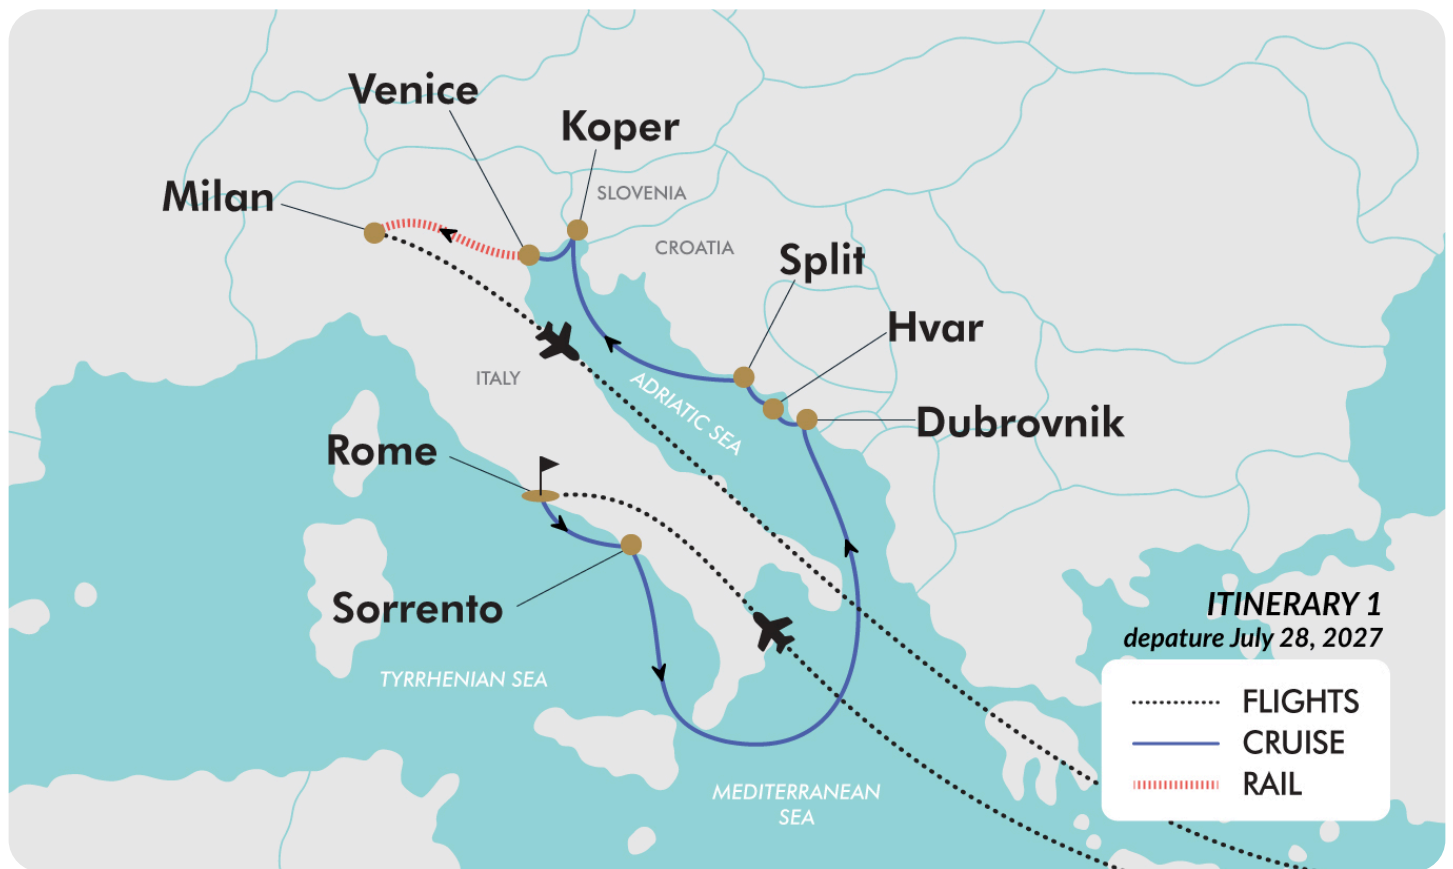 Venice
Koper
Milan
SLOVENIA
CROATIA
Split
Hvar
ITALY
ADRIATIC SEA
Dubrovnik
Rome
Sorrento
TYRRHENIAN SEA
MEDITERRANEAN
SEA
ITINERARY 1
depature July 28, 2027
FLIGHTS
CRUISE
RAIL